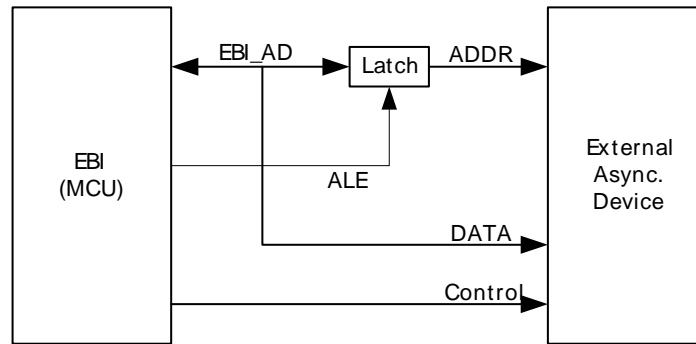 EBI_AD
Latch
ADDR
EBI
(MCU)
ALE
External
Async.
Device
DATA
Control